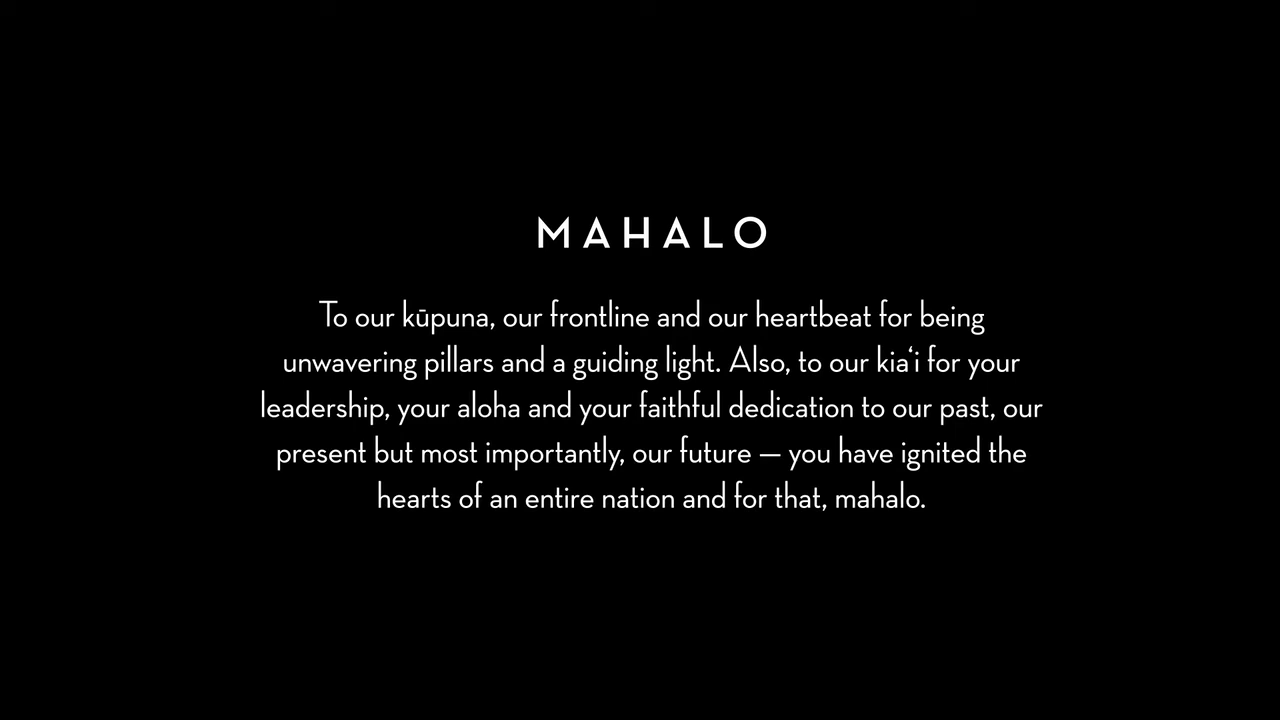 MAHALO
To our kūpuna, our frontline and our heartbeat for being
unwavering pillars and a guiding light. Also, to our kiaʻi for your
leadership, your aloha and your faithful dedication to our past, our
present but most importantly, our future — you have ignited the
hearts of an entire nation and for that, mahalo.